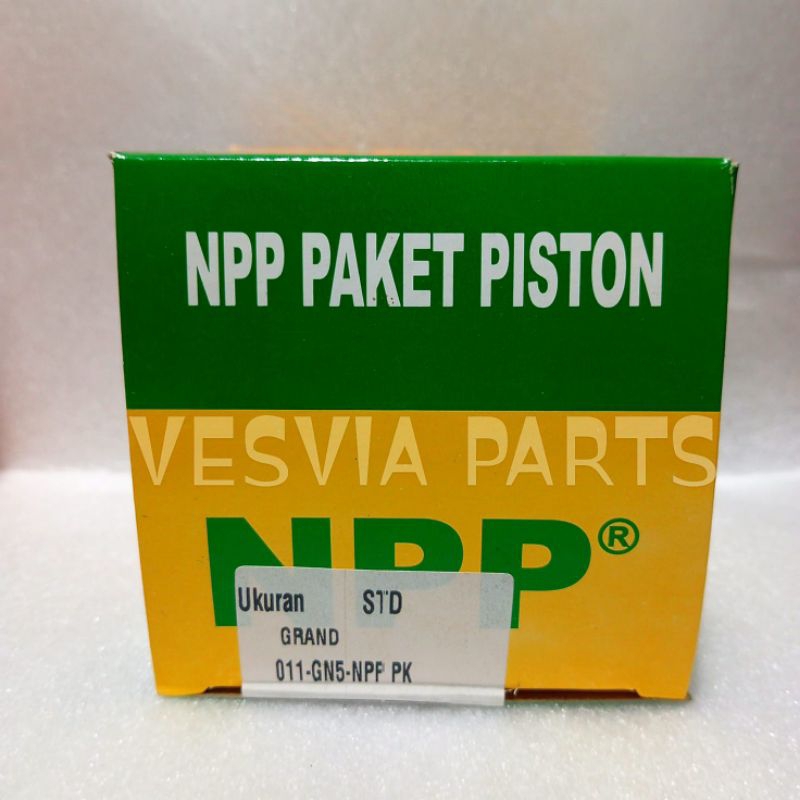 NPP PAKET PISTON
VESVIA PARTS
NPP®
Ukuran STD
GRAND
011-GN5-NPP PK